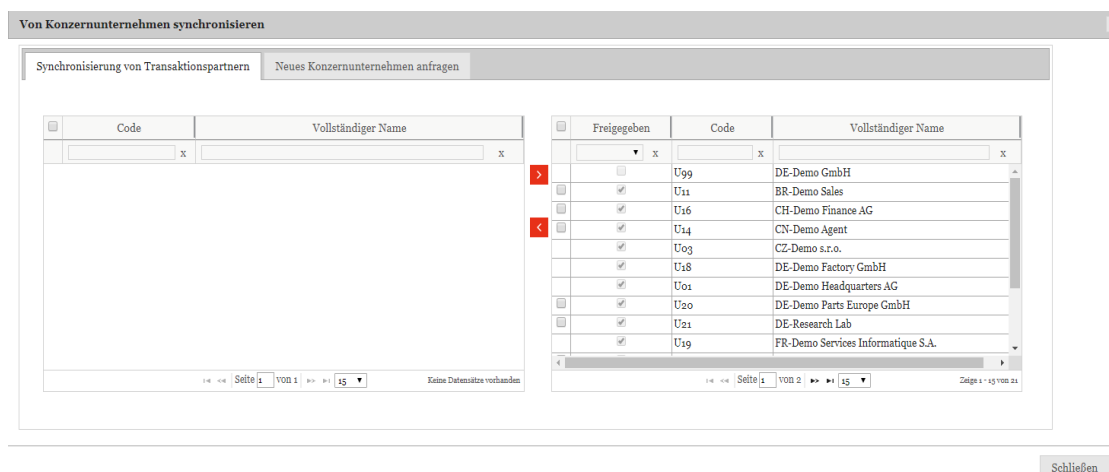 Von Konzernunternehmen synchronisieren
Synchronisierung von Transaktionspartnern Neues Konzernunternehmen anfragen
Code Vollständiger Name
x x
Keine Datensätze vorhanden
Seite 1 von 1 15
Freigegeben Code Vollständiger Name
x x x
U99 DE-Demo GmbH
U11 BR-Demo Sales
U16 CH-Demo Finance AG
U14 CN-Demo Agent
U03 CZ-Demo s.r.o.
U18 DE-Demo Factory GmbH
U01 DE-Demo Headquarters AG
U20 DE-Demo Parts Europe GmbH
U21 DE-Research Lab
U19 FR-Demo Services Informatique S.A.
Seite 1 von 2 15 Zeige 1 - 15 von 21
Schließen